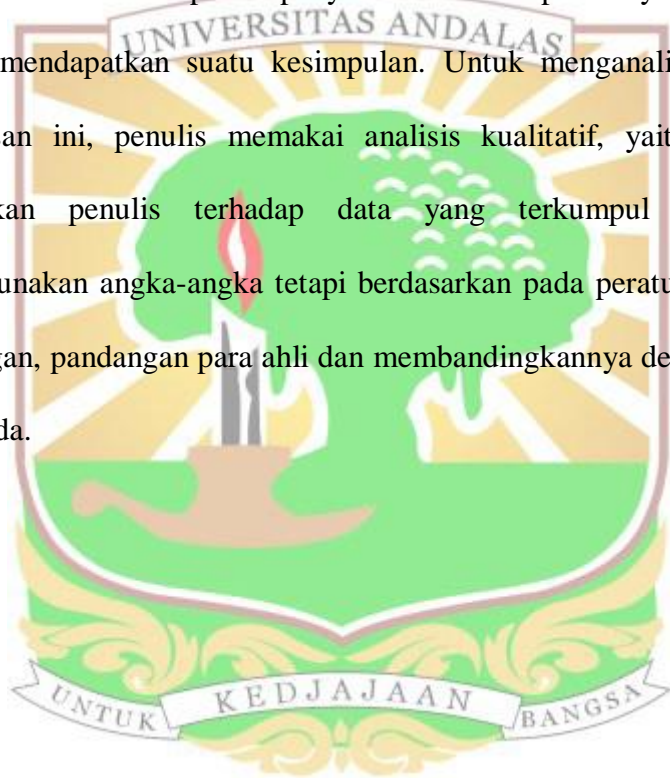 UNIVERSITAS ANDALAS
mendapatkan suatu kesimpulan. Untuk menganali
an ini, penulis memakai analisis kualitatif, yait
kan penulis terhadap data yang terkumpul
unakan angka-angka tetapi berdasarkan pada peratu
gan, pandangan para ahli dan membandingkannya de
da.
UNTUK KEDJAJAAN BANGSA